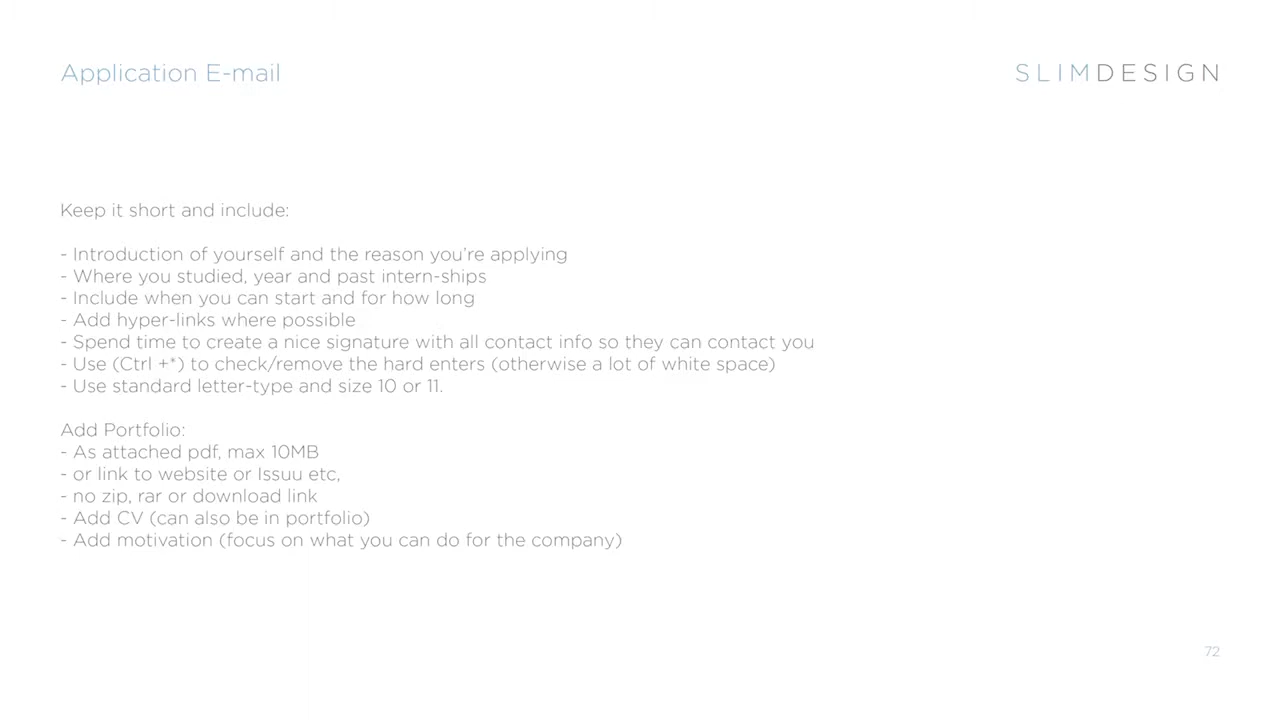 Application E-mail
SLIMDESIGN
Keep it short and include:
- Introduction of yourself and the reason you're applying
- Where you studied, year and past intern-ships
- Include when you can start and for how long
- Add hyper-links where possible
- Spend time to create a nice signature with all contact info so they can contact you
- Use (Ctrl +*) to check/remove the hard enters (otherwise a lot of white space)
- Use standard letter-type and size 10 or 11.
Add Portfolio:
- As attached pdf, max 10MB
- or link to website or Issuu etc,
- no zip, rar or download link
- Add CV (can also be in portfolio)
- Add motivation (focus on what you can do for the company)
72